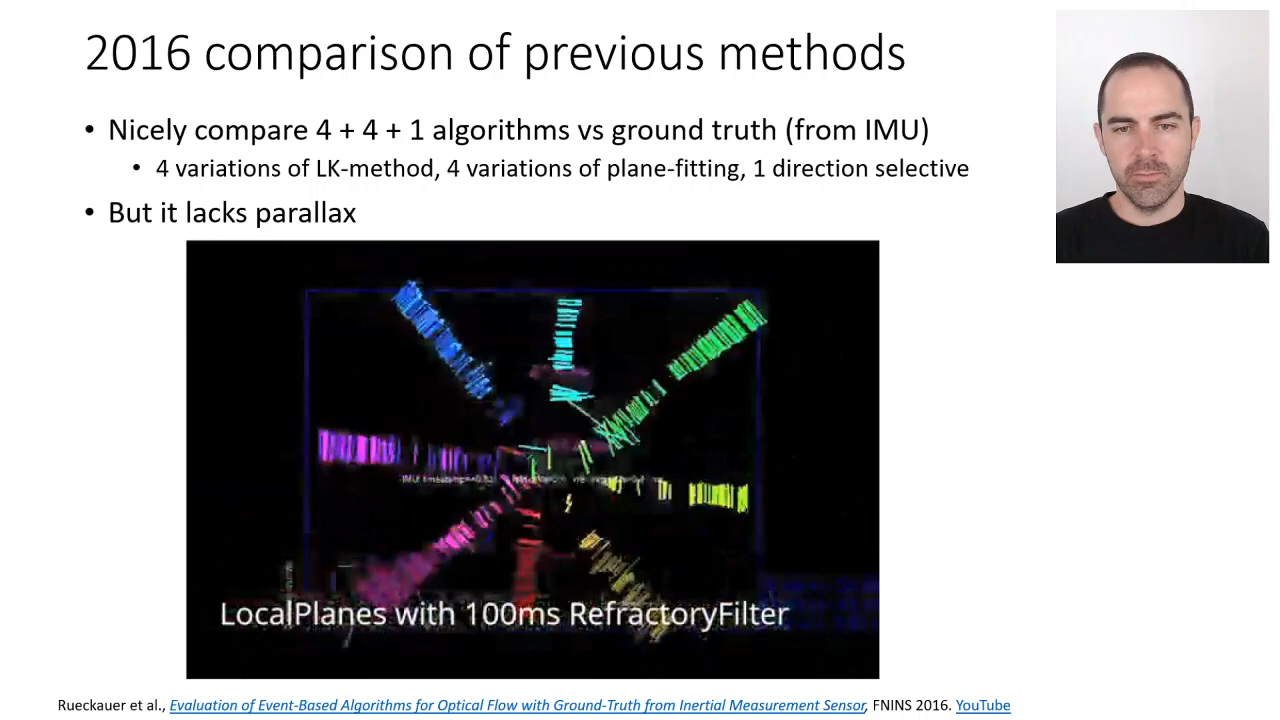 2016 comparison of previous methods
• Nicely compare 4 + 4 + 1 algorithms vs ground truth (from IMU)
• 4 variations of LK-method, 4 variations of plane-fitting, 1 direction selective
• But it lacks parallax
LocalPlanes with 100ms RefractoryFilter
Rueckauer et al., Evaluation of Event-Based Algorithms for Optical Flow with Ground-Truth from Inertial Measurement Sensor, FNINS 2016. YouTube